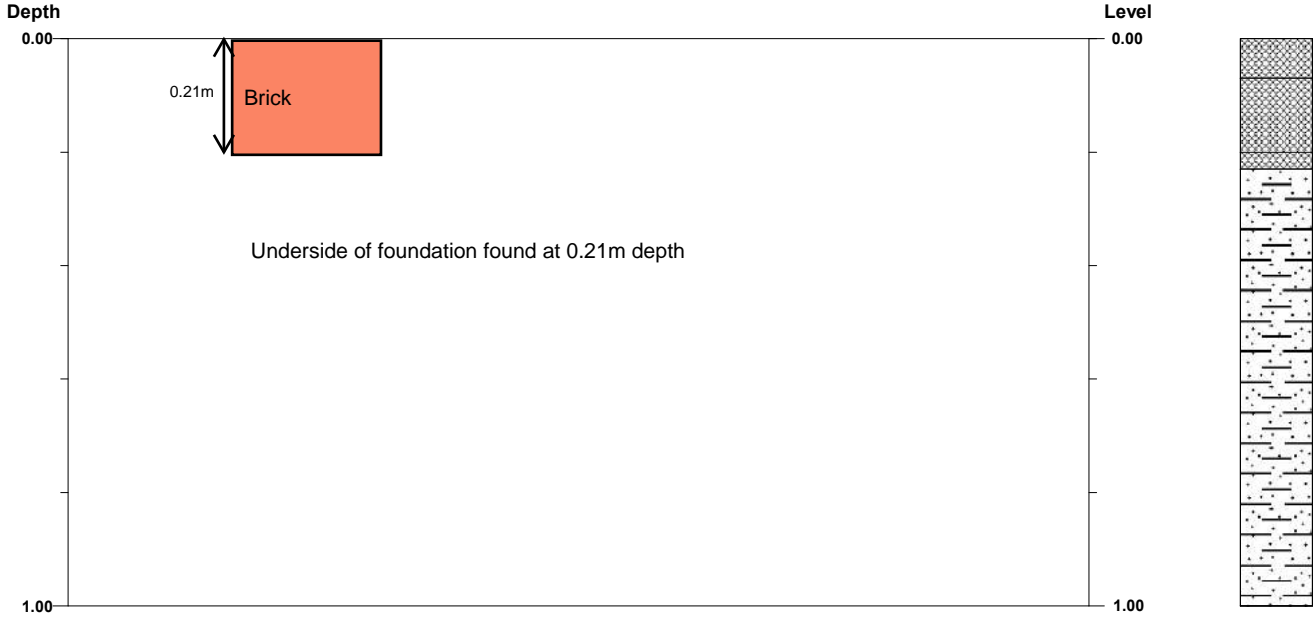 Depth
Level
0.00
0.00
0.21m
Brick
Underside of foundation found at 0.21m depth
1.00
1.00